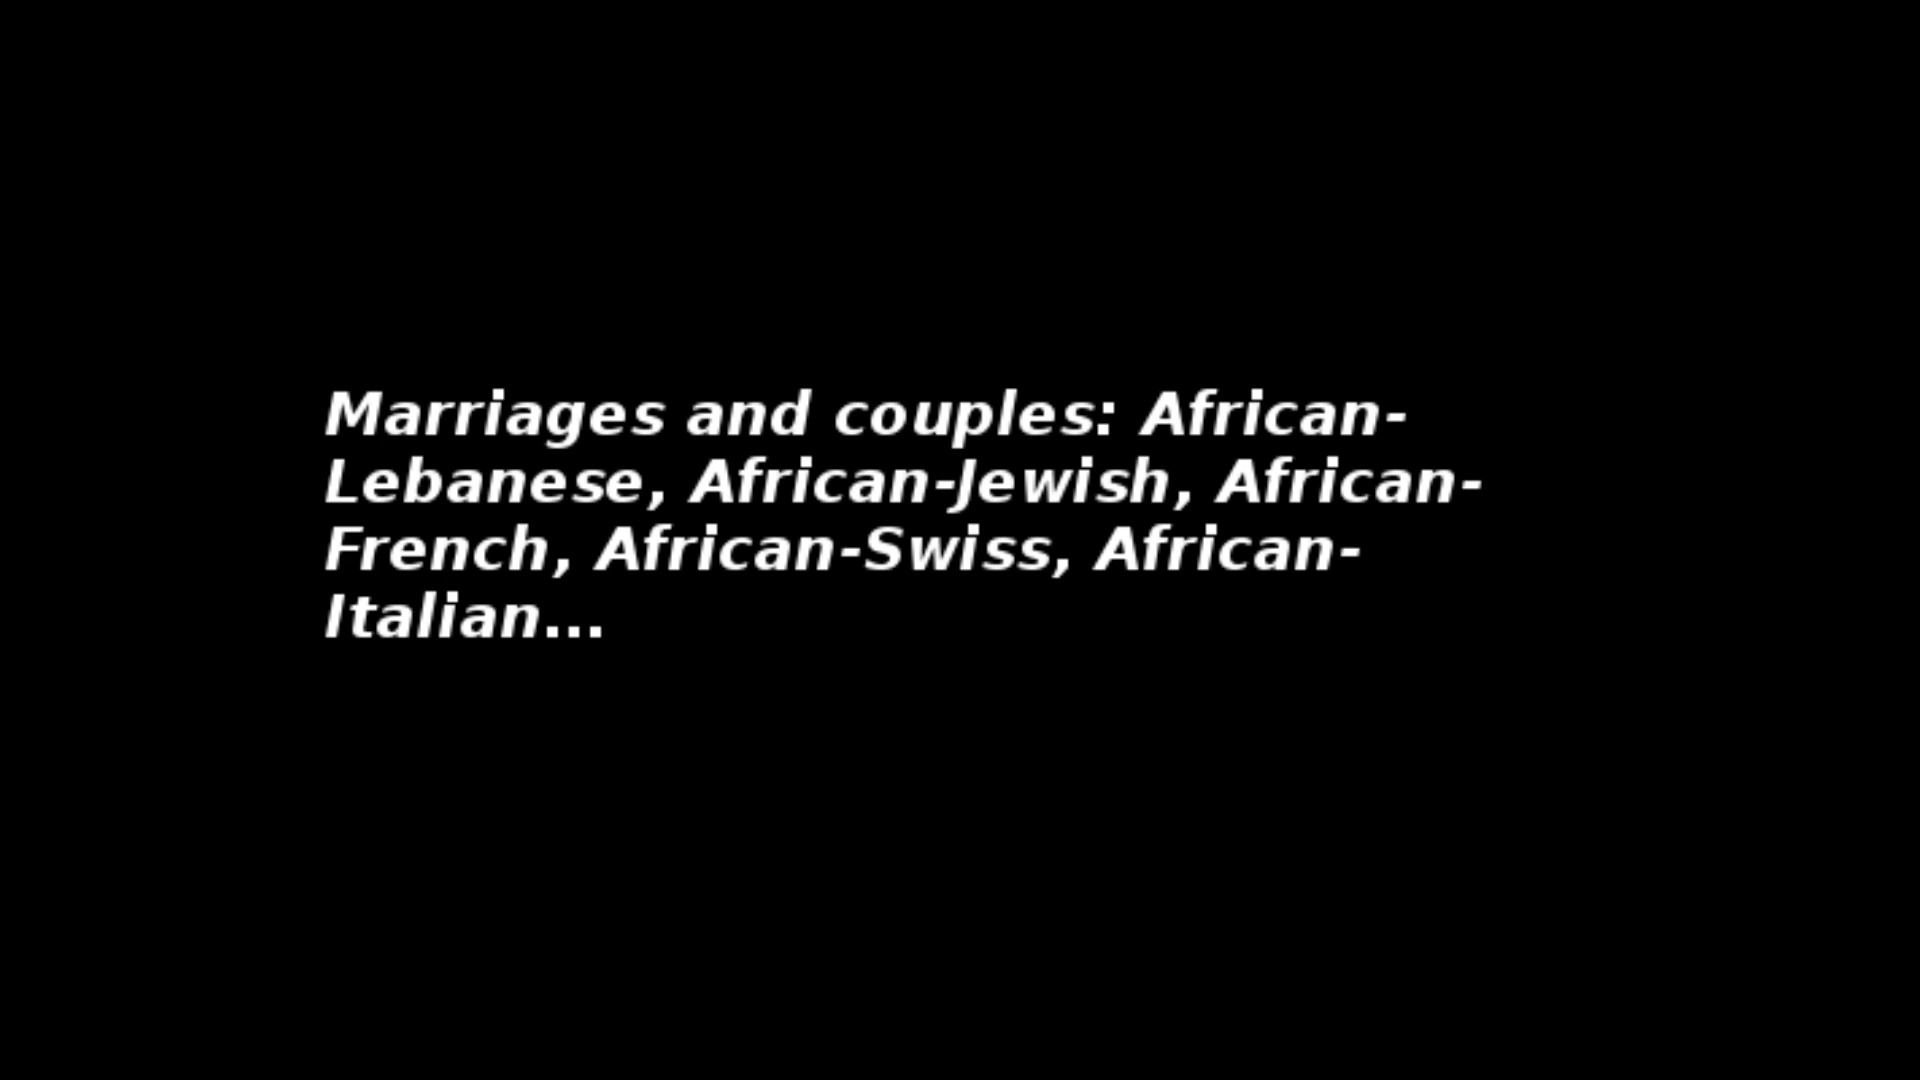 Marriages and couples: African-
Lebanese, African-Jewish, African-
French, African-Swiss, African-
Italian...